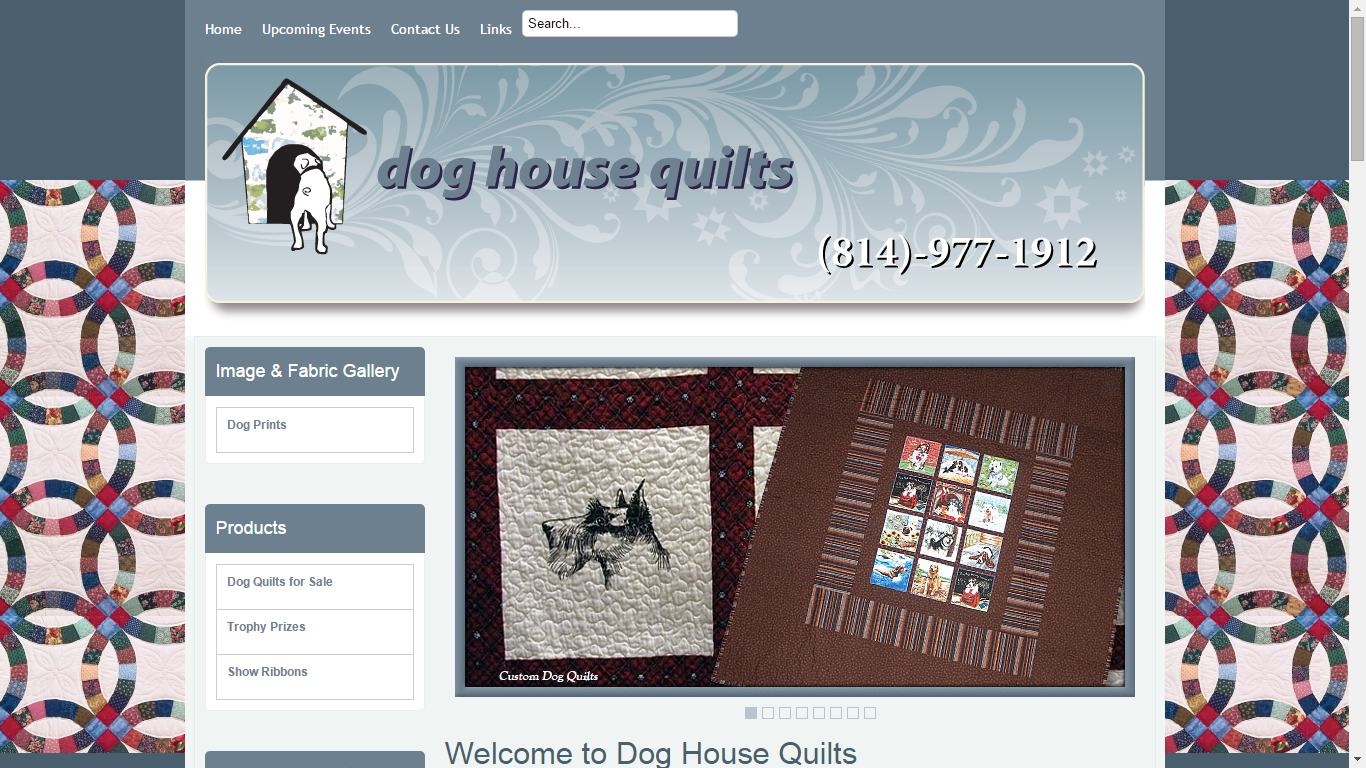 Home Upcoming Events Contact Us Links Search...
dog house quilts
(814)-977-1912
Image & Fabric Gallery
Dog Prints
Products
Dog Quilts for Sale
Trophy Prizes
Show Ribbons
Custom Dog Quilts
Welcome to Dog House Quilts